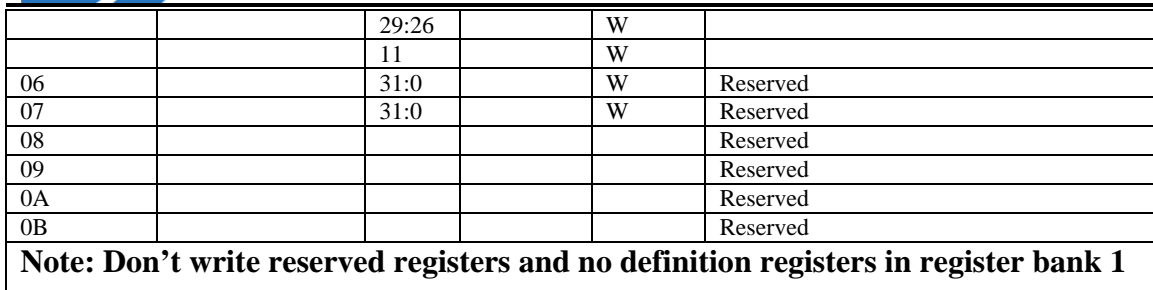 29:26 W
11 W
06 31:0 W Reserved
07 31:0 W Reserved
08 Reserved
09 Reserved
0A Reserved
0B Reserved
Note: Don’t write reserved registers and no definition registers in register bank 1